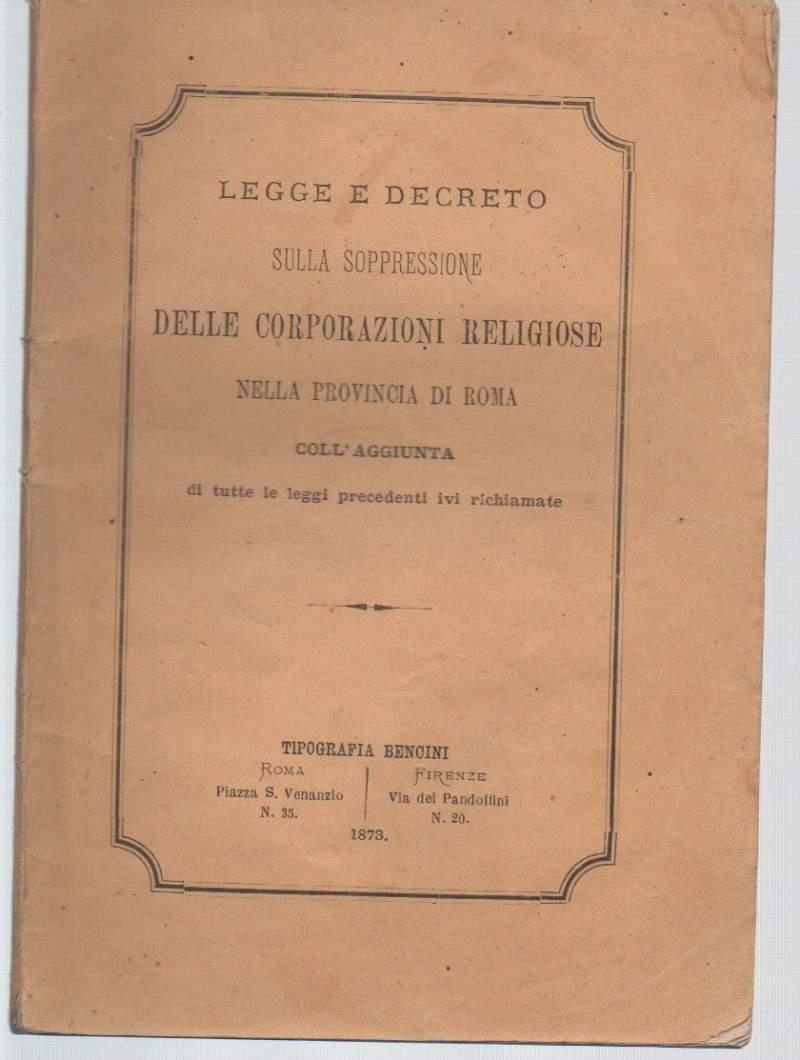 LEGGE E DECRETO
SULLA SOPPRESSIONE
DELLE CORPORAZIONI RELIGIOSE
NELLA PROVINCIA DI ROMA
COLL'AGGIUNTA
di tutte le leggi precedenti ivi richiamate
TIPOGRAFIA BENCINI
ROMA
Piazza S. Venanzio
N. 35.
FIRENZE
Via dei Pandolfini
N. 20.
1873.